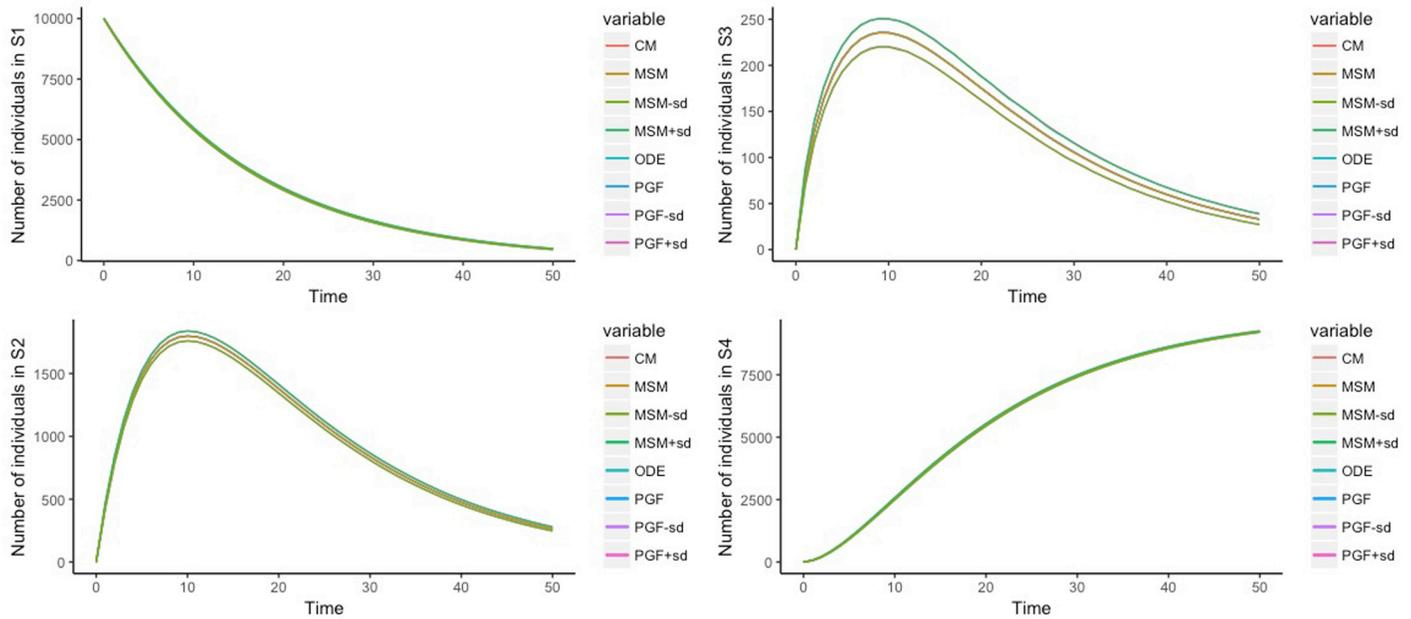 Number of individuals in S1
10000
7500
5000
2500
0
0 10 20 30 40 50
Time
variable
CM
MSM
MSM-sd
MSM+sd
ODE
PGF
PGF-sd
PGF+sd
Number of individuals in S3
250
200
150
100
50
0
0 10 20 30 40 50
Time
variable
CM
MSM
MSM-sd
MSM+sd
ODE
PGF
PGF-sd
PGF+sd
Number of individuals in S2
1500
1000
500
0
0 10 20 30 40 50
Time
variable
CM
MSM
MSM-sd
MSM+sd
ODE
PGF
PGF-sd
PGF+sd
Number of individuals in S4
7500
5000
2500
0
0 10 20 30 40 50
Time
variable
CM
MSM
MSM-sd
MSM+sd
ODE
PGF
PGF-sd
PGF+sd